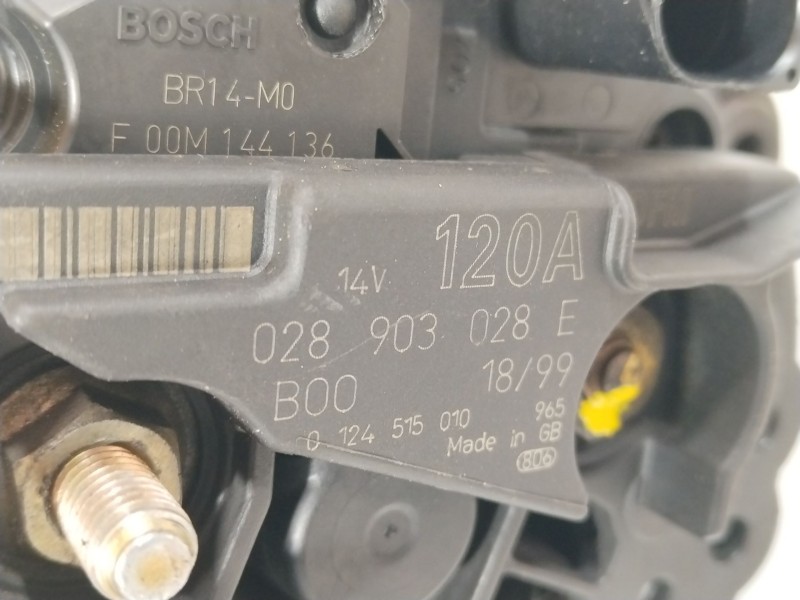 BOSCH
BR14-M0
F 00M 144 136
14V 120A
028 903 028 E
B00 18/99
0 124 515 010 965
Made in GB
806